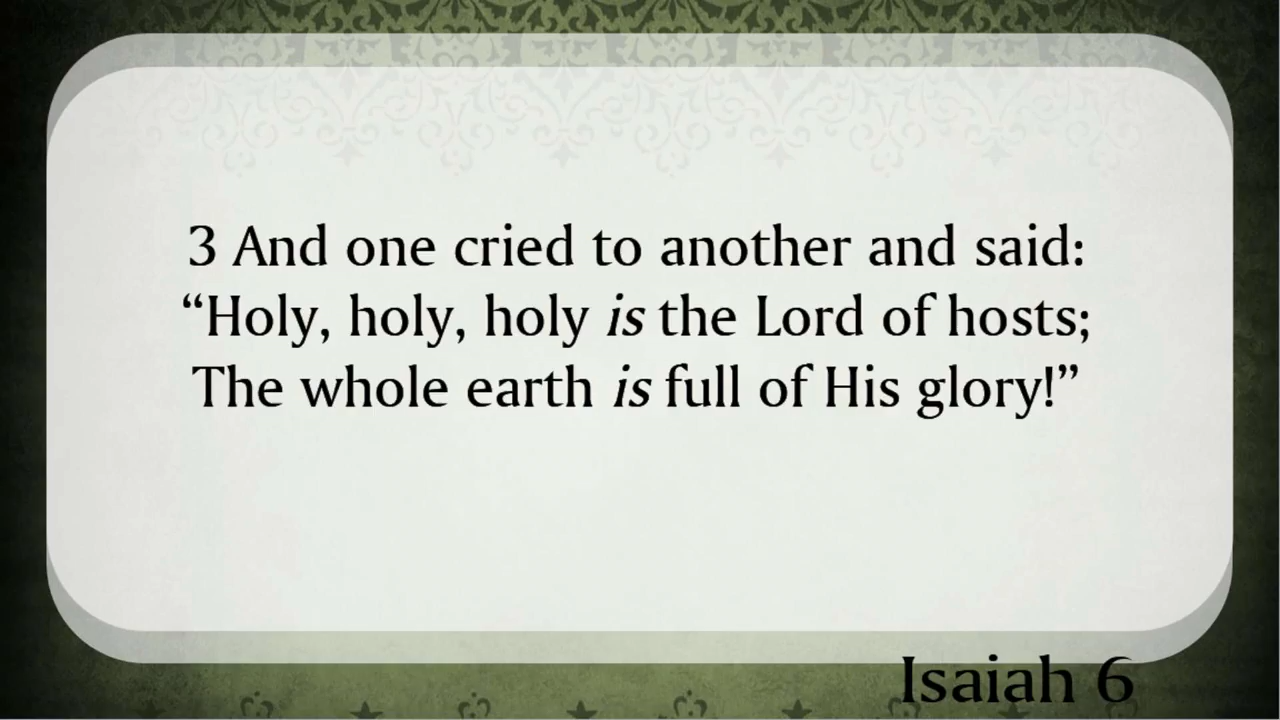 3 And one cried to another and said:
“Holy, holy, holy is the Lord of hosts;
The whole earth is full of His glory!”
Isaiah 6